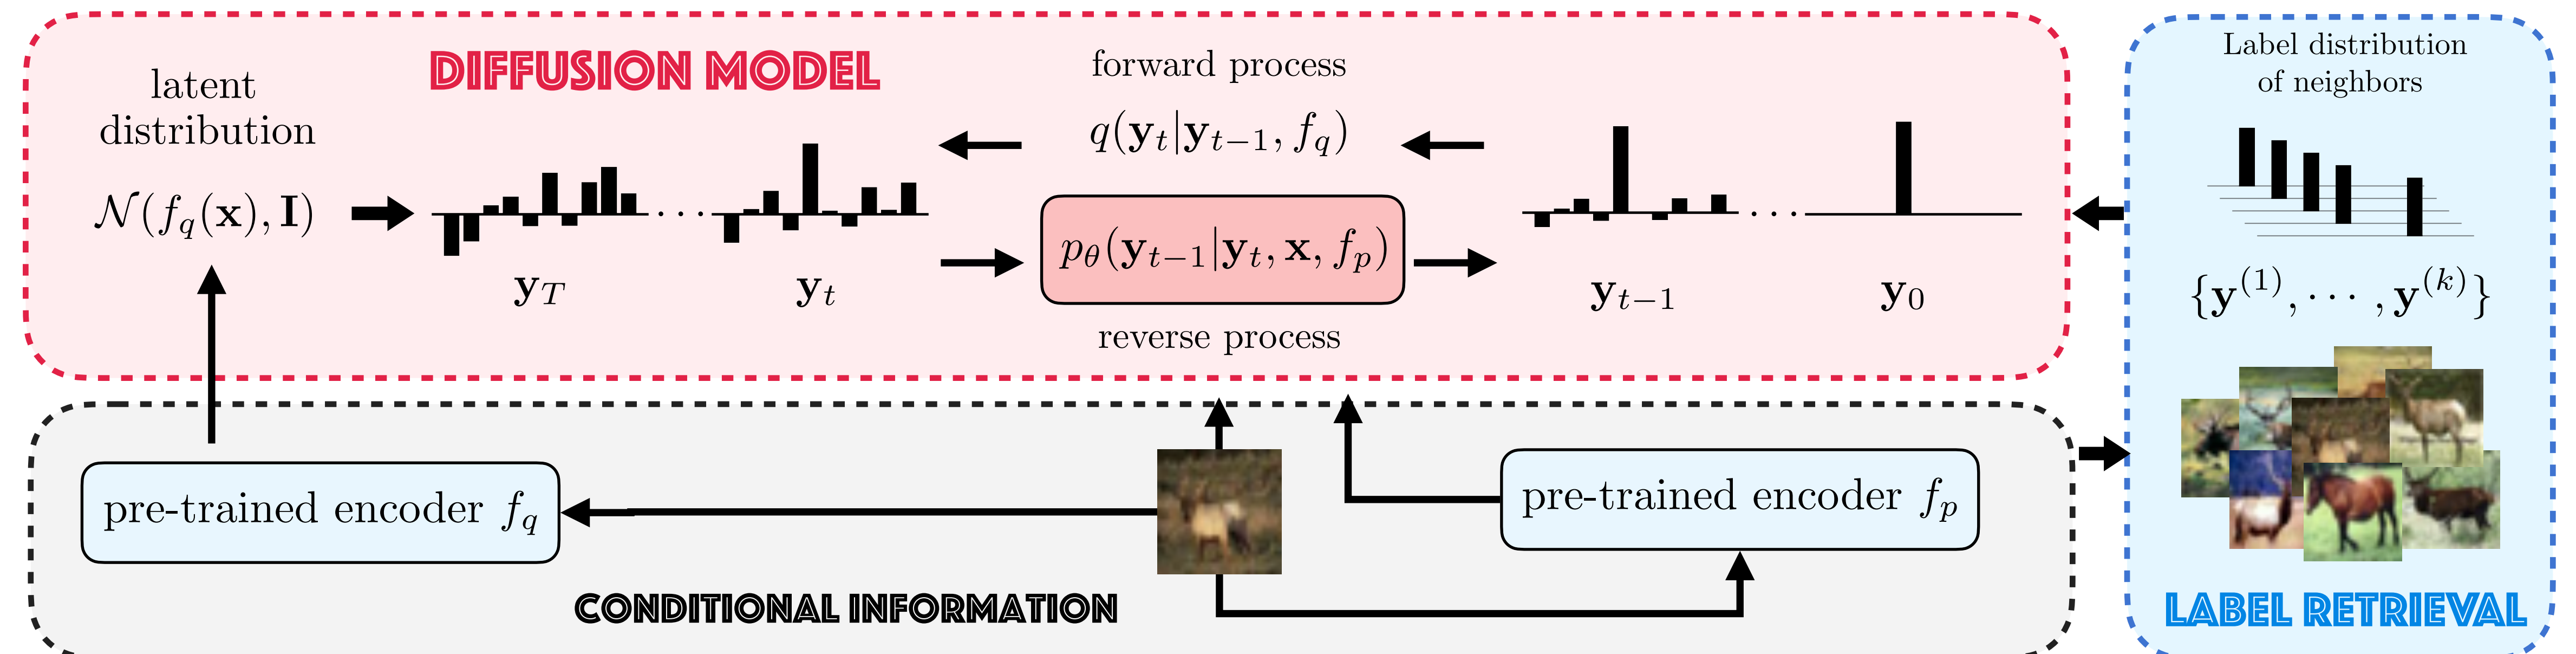 DIFFUSION MODEL
latent
distribution
𝒩(f_q(𝐱), 𝐈)
𝐲_T
· · ·
𝐲_t
forward process
q(𝐲_t|𝐲_{t−1}, f_q)
p_θ(𝐲_{t−1}|𝐲_t, 𝐱, f_p)
reverse process
𝐲_{t−1}
· · ·
𝐲_0
pre-trained encoder f_q
pre-trained encoder f_p
CONDITIONAL INFORMATION
Label distribution
of neighbors
{𝐲^{(1)}, · · · , 𝐲^{(k)}}
LABEL RETRIEVAL